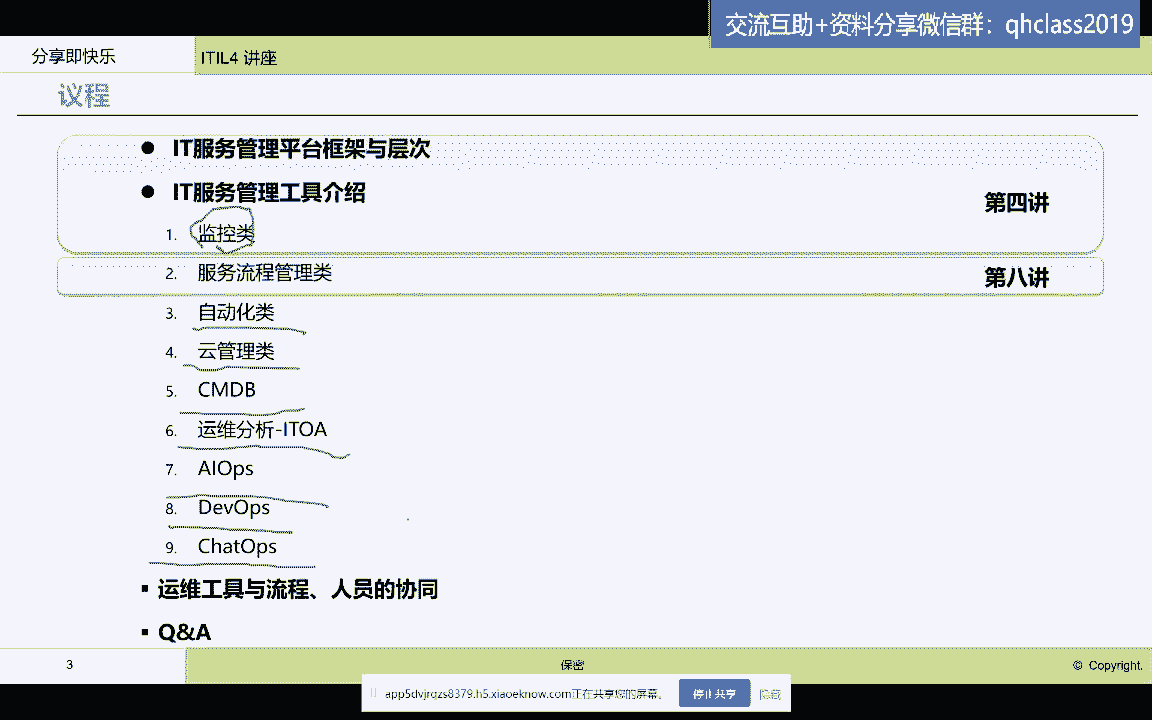 交流互助+资料分享微信群：qhclass2019
分享即快乐
ITIL4 讲座
议程
● IT服务管理平台框架与层次
● IT服务管理工具介绍
第四讲
1. 监控类
2. 服务流程管理类
第八讲
3. 自动化类
4. 云管理类
5. CMDB
6. 运维分析-ITOA
7. AIOps
8. DevOps
9. ChatOps
▪ 运维工具与流程、人员的协同
▪ Q&A
3
保密
© Copyright.
app5dvjrqzs8379.h5.xiaoeknow.com正在共享您的屏幕。
停止共享
隐藏